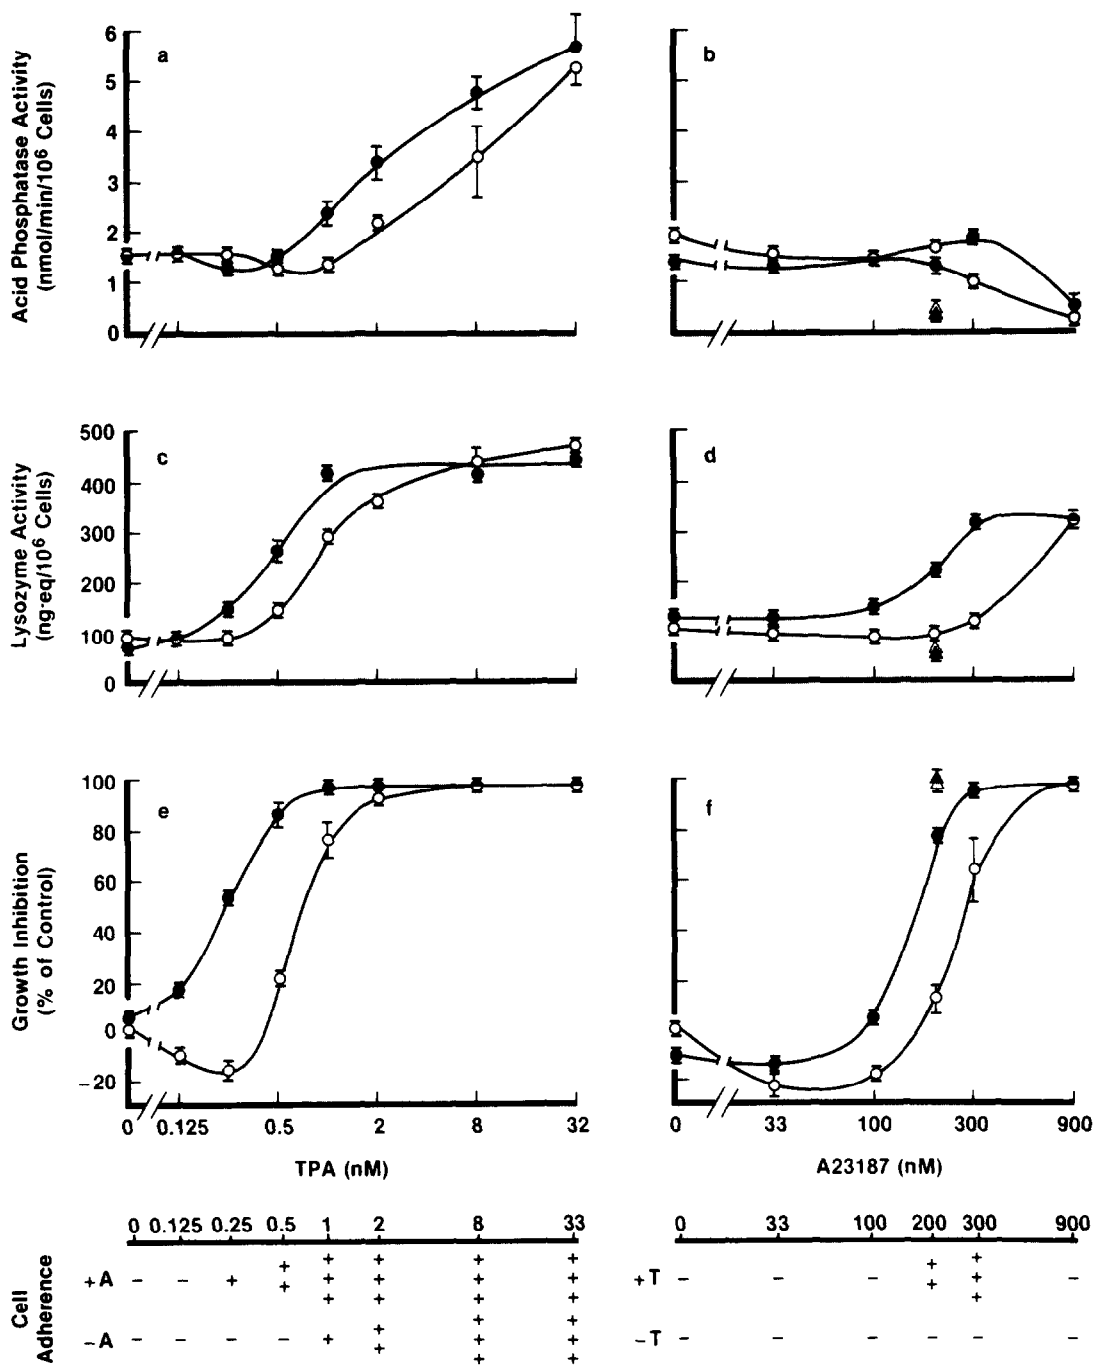 Acid Phosphatase Activity
(nmol/min/10⁶ Cells)
6
5
4
3
2
1
0
a
b
Lysozyme Activity
(ng·eq/10⁶ Cells)
500
400
300
200
100
0
c
d
Growth Inhibition
(% of Control)
100
80
60
40
20
0
−20
e
f
0 0.125 0.5 2 8 32
TPA (nM)
0 33 100 300 900
A23187 (nM)
Cell
Adherence
0 0.125 0.25 0.5 1 2 8 33
+A − − + ++ +++ +++ ++++ ++++
−A − − − − + ++ +++ ++++
0 33 100 200 300 900
+T − − − ++ +++ −
−T − − − − − −